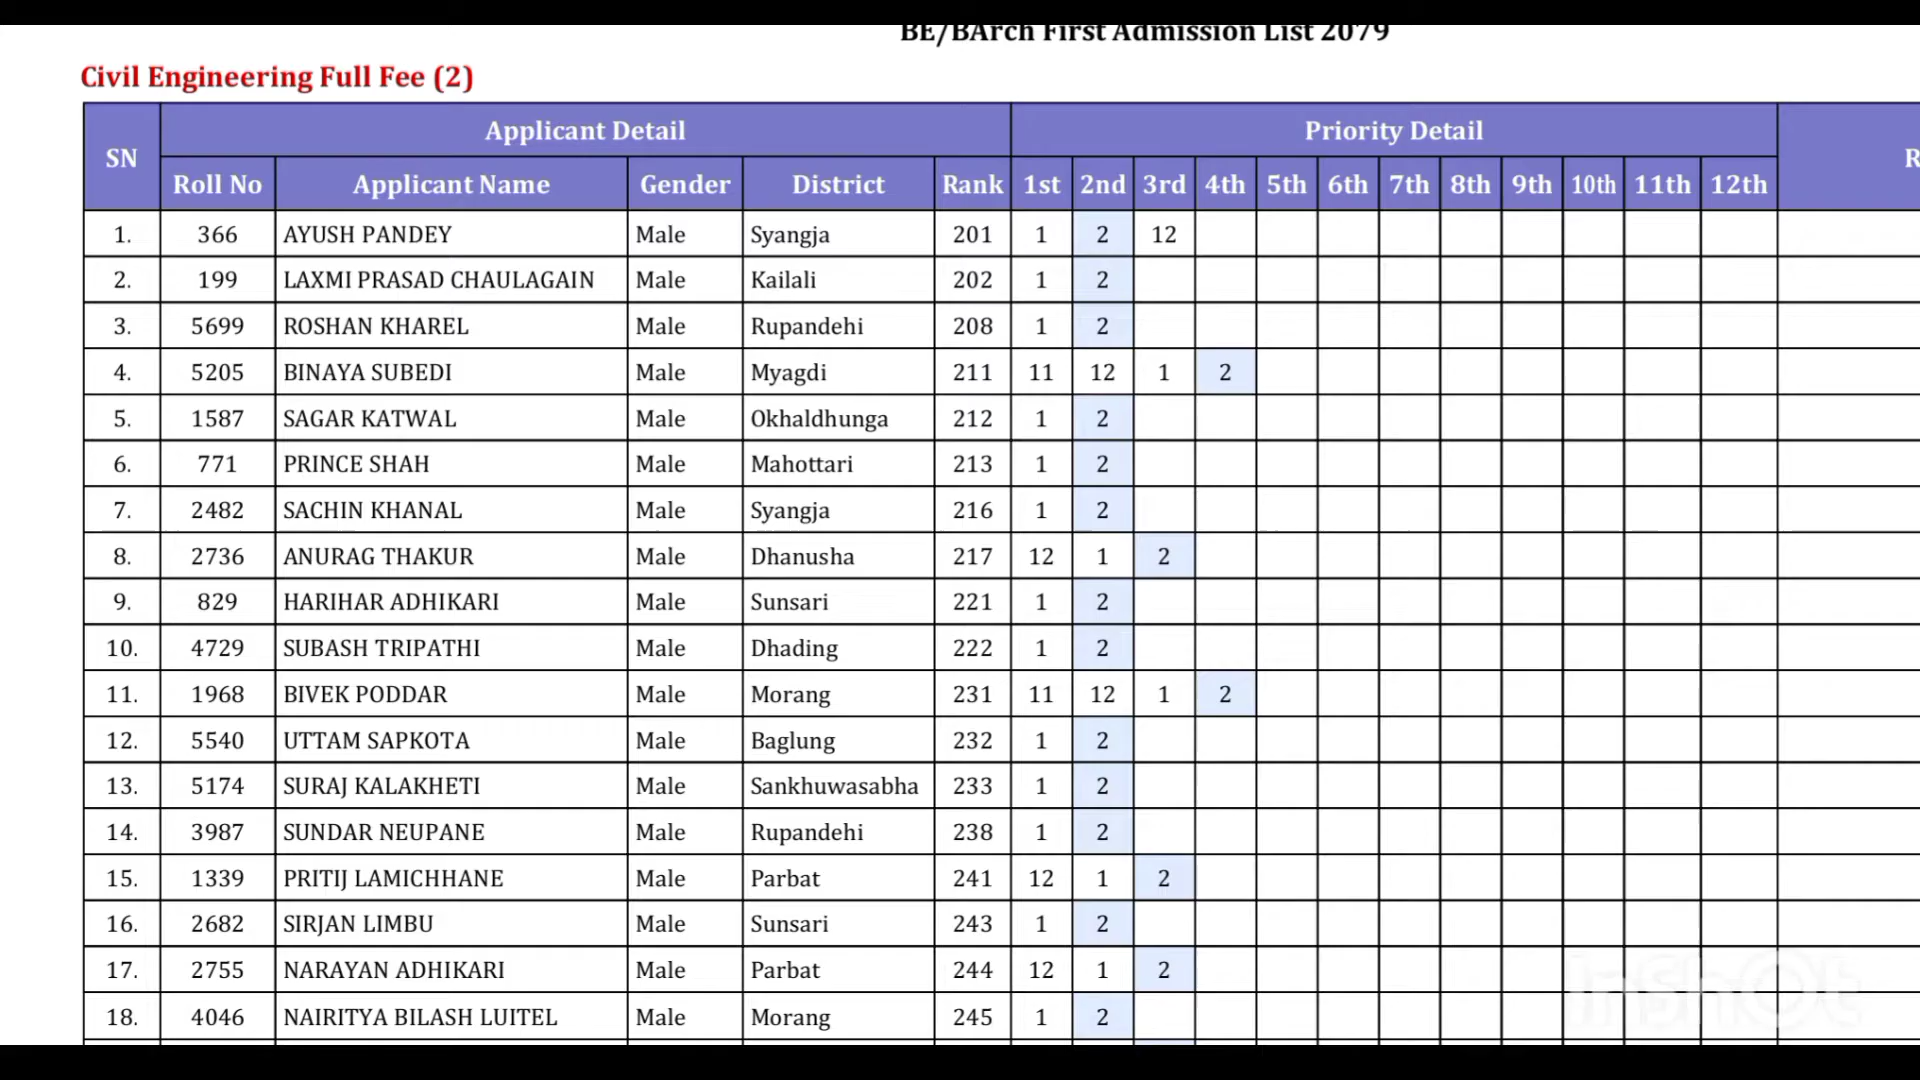 BE/BArch First Admission List 2079
Civil Engineering Full Fee (2)
SN Applicant Detail Priority Detail
Roll No Applicant Name Gender District Rank 1st 2nd 3rd 4th 5th 6th 7th 8th 9th 10th 11th 12th
1. 366 AYUSH PANDEY Male Syangja 201 1 2 12
2. 199 LAXMI PRASAD CHAULAGAIN Male Kailali 202 1 2
3. 5699 ROSHAN KHAREL Male Rupandehi 208 1 2
4. 5205 BINAYA SUBEDI Male Myagdi 211 11 12 1 2
5. 1587 SAGAR KATWAL Male Okhaldhunga 212 1 2
6. 771 PRINCE SHAH Male Mahottari 213 1 2
7. 2482 SACHIN KHANAL Male Syangja 216 1 2
8. 2736 ANURAG THAKUR Male Dhanusha 217 12 1 2
9. 829 HARIHAR ADHIKARI Male Sunsari 221 1 2
10. 4729 SUBASH TRIPATHI Male Dhading 222 1 2
11. 1968 BIVEK PODDAR Male Morang 231 11 12 1 2
12. 5540 UTTAM SAPKOTA Male Baglung 232 1 2
13. 5174 SURAJ KALAKHETI Male Sankhuwasabha 233 1 2
14. 3987 SUNDAR NEUPANE Male Rupandehi 238 1 2
15. 1339 PRITIJ LAMICHHANE Male Parbat 241 12 1 2
16. 2682 SIRJAN LIMBU Male Sunsari 243 1 2
17. 2755 NARAYAN ADHIKARI Male Parbat 244 12 1 2
18. 4046 NAIRITYA BILASH LUITEL Male Morang 245 1 2
InShOt